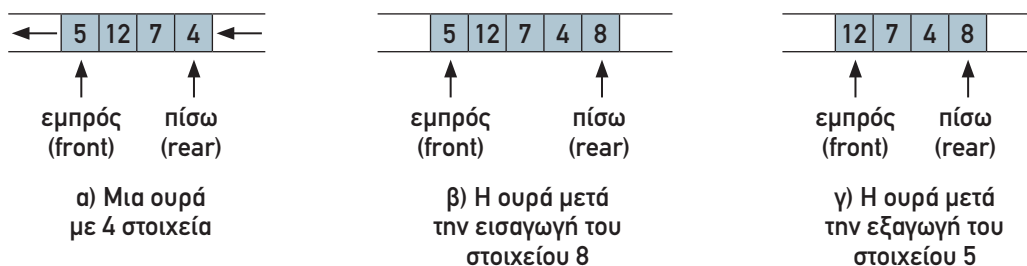 5 12 7 4
εμπρός πίσω
(front) (rear)
α) Μια ουρά
με 4 στοιχεία
5 12 7 4 8
εμπρός πίσω
(front) (rear)
β) Η ουρά μετά
την εισαγωγή του
στοιχείου 8
12 7 4 8
εμπρός πίσω
(front) (rear)
γ) Η ουρά μετά
την εξαγωγή του
στοιχείου 5